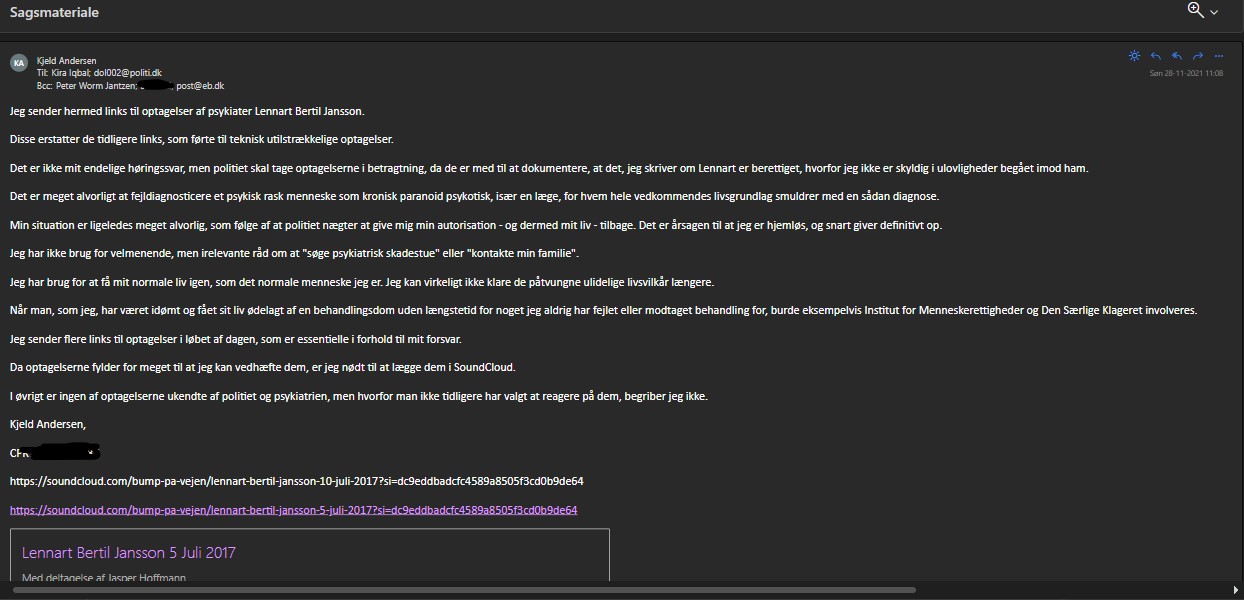 Sagsmateriale
KA
Kjeld Andersen
Til: Kira Iqbal; dol002@politi.dk
Bcc: Peter Worm Jantzen; post@eb.dk
Søn 28-11-2021 11:08
Jeg sender hermed links til optagelser af psykiater Lennart Bertil Jansson.
Disse erstatter de tidligere links, som førte til teknisk utilstrækkelige optagelser.
Det er ikke mit endelige høringssvar, men politiet skal tage optagelserne i betragtning, da de er med til at dokumentere, at det, jeg skriver om Lennart er berettiget, hvorfor jeg ikke er skyldig i ulovligheder begået imod ham.
Det er meget alvorligt at fejldiagnosticere et psykisk rask menneske som kronisk paranoid psykotisk, især en læge, for hvem hele vedkommendes livsgrundlag smuldrer med en sådan diagnose.
Min situation er ligeledes meget alvorlig, som følge af at politiet nægter at give mig min autorisation - og dermed mit liv - tilbage. Det er årsagen til at jeg er hjemløs, og snart giver definitivt op.
Jeg har ikke brug for velmenende, men irelevante råd om at "søge psykiatrisk skadestue" eller "kontakte min familie".
Jeg har brug for at få mit normale liv igen, som det normale menneske jeg er. Jeg kan virkeligt ikke klare de påtvungne ulidelige livsvilkår længere.
Når man, som jeg, har været idømt og fået sit liv ødelagt af en behandlingsdom uden længstetid for noget jeg aldrig har fejlet eller modtaget behandling for, burde eksempelvis Institut for Menneskerettigheder og Den Særlige Klageret involveres.
Jeg sender flere links til optagelser i løbet af dagen, som er essentielle i forhold til mit forsvar.
Da optagelserne fylder for meget til at jeg kan vedhæfte dem, er jeg nødt til at lægge dem i SoundCloud.
I øvrigt er ingen af optagelserne ukendte af politiet og psykiatrien, men hvorfor man ikke tidligere har valgt at reagere på dem, begriber jeg ikke.
Kjeld Andersen,
CPR
https://soundcloud.com/bump-pa-vejen/lennart-bertil-jansson-10-juli-2017?si=dc9eddbadcfc4589a8505f3cd0b9de64
https://soundcloud.com/bump-pa-vejen/lennart-bertil-jansson-5-juli-2017?si=dc9eddbadcfc4589a8505f3cd0b9de64
Lennart Bertil Jansson 5 Juli 2017
Med deltagelse af Jasper Hoffmann